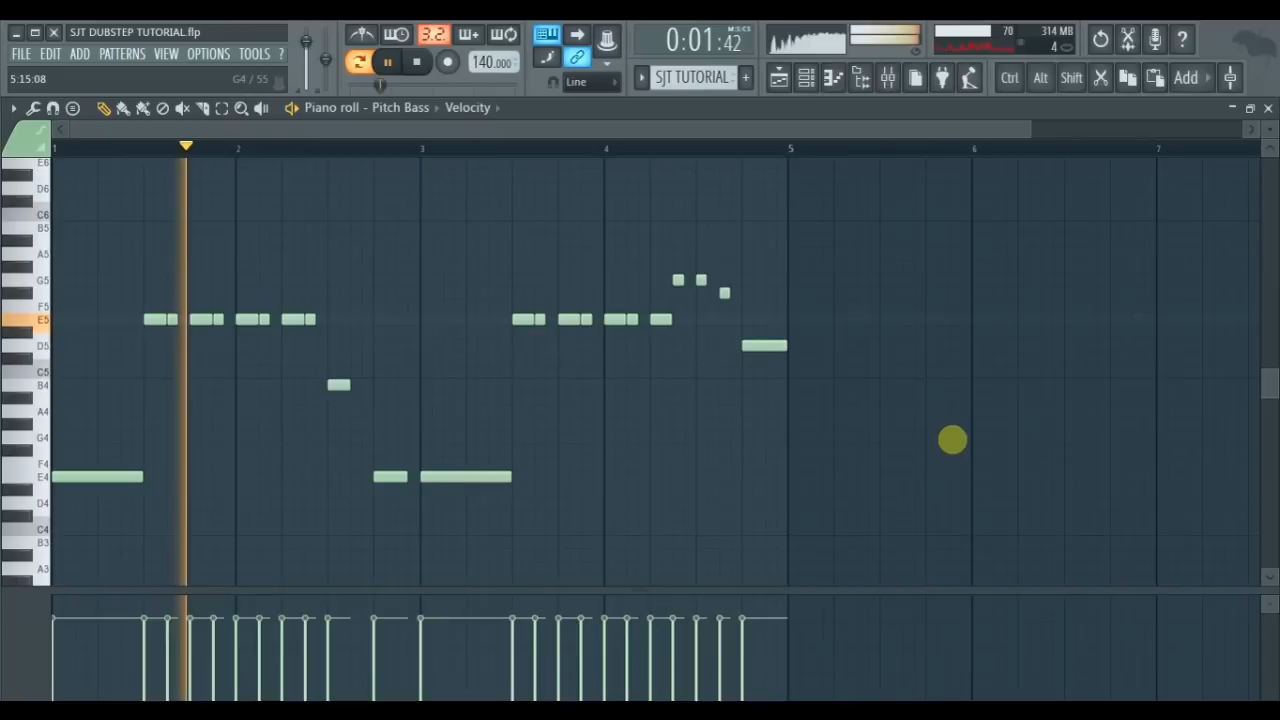 SJT DUBSTEP TUTORIAL.flp
FILE EDIT ADD PATTERNS VIEW OPTIONS TOOLS ?
5:15:08 G4 / 55
3.2.
140.000
0:01:42 M:S:CS
Line
SJT TUTORIAL
70 314 MB
4
Ctrl Alt Shift Add
Piano roll - Pitch Bass Velocity
1 2 3 4 5 6 7
E6
D6
C6
B5
A5
G5
F5
E5
D5
C5
B4
A4
G4
F4
E4
D4
C4
B3
A3